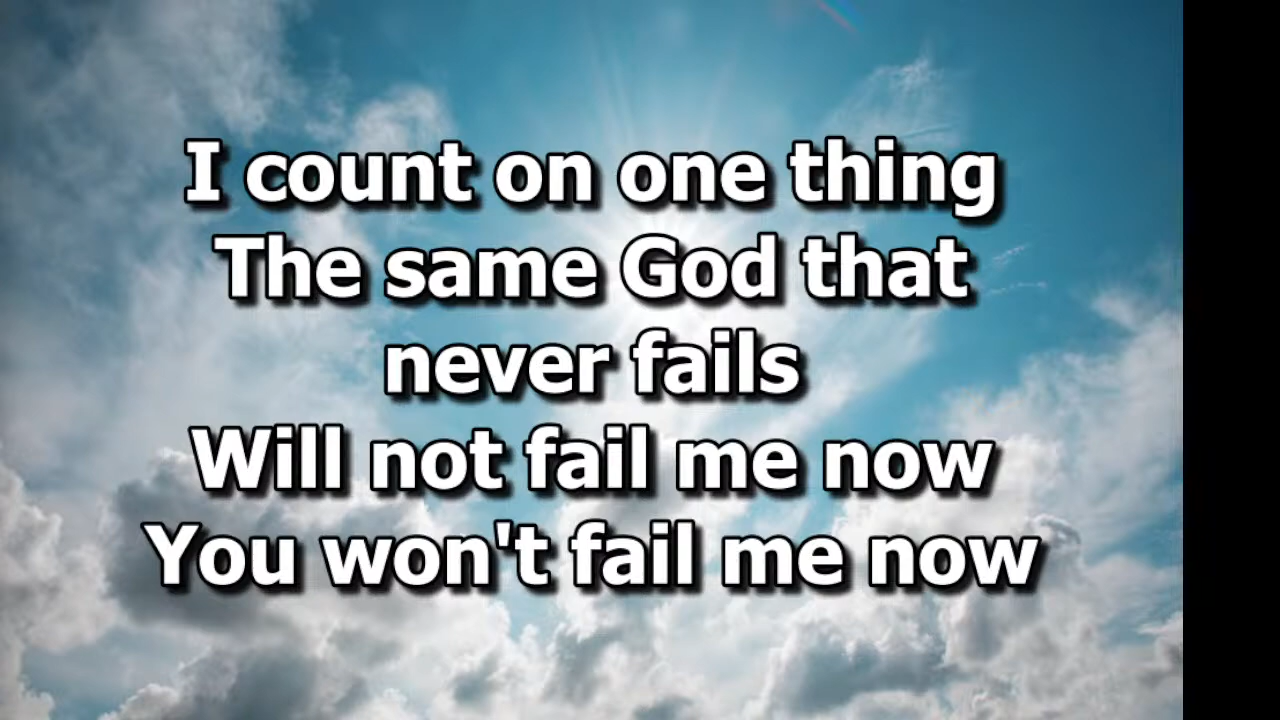 I count on one thing
The same God that
never fails
Will not fail me now
You won't fail me now